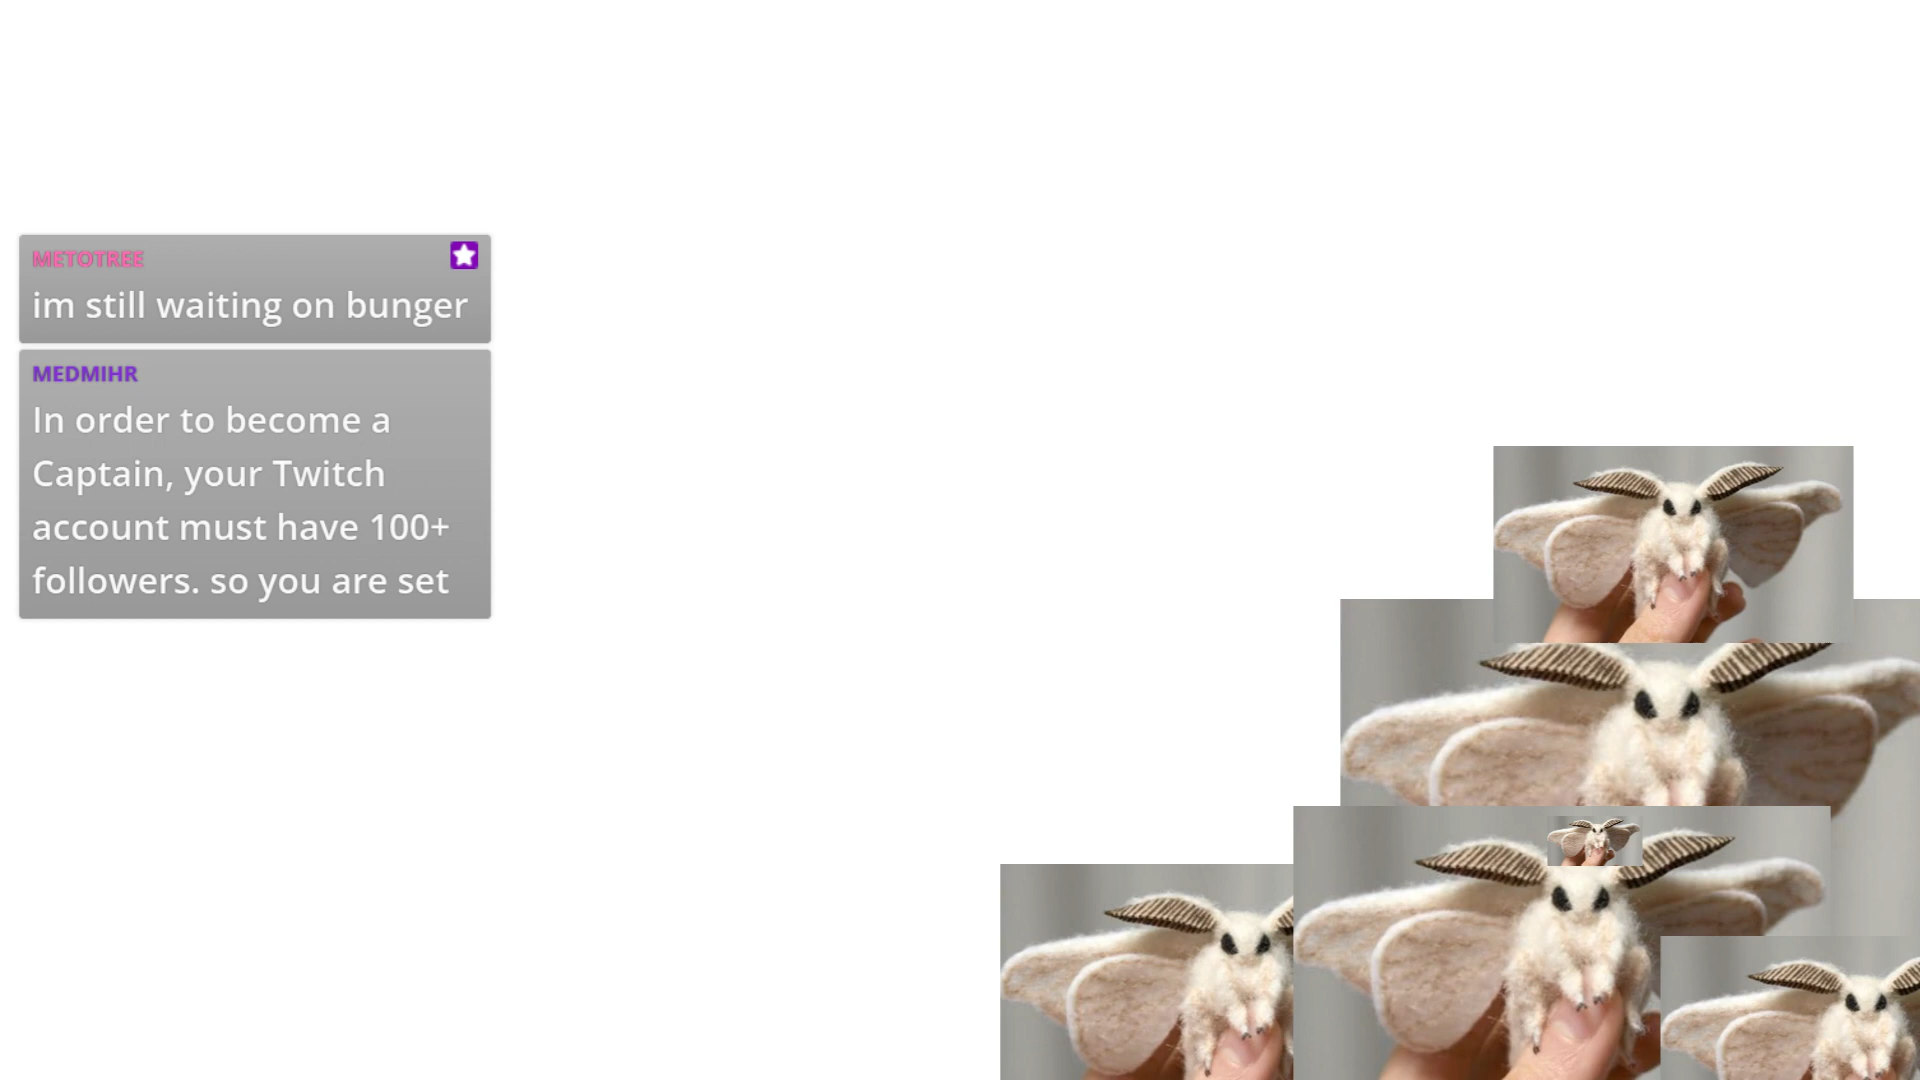 METOTREE
im still waiting on bunger
MEDMIHR
In order to become a
Captain, your Twitch
account must have 100+
followers. so you are set